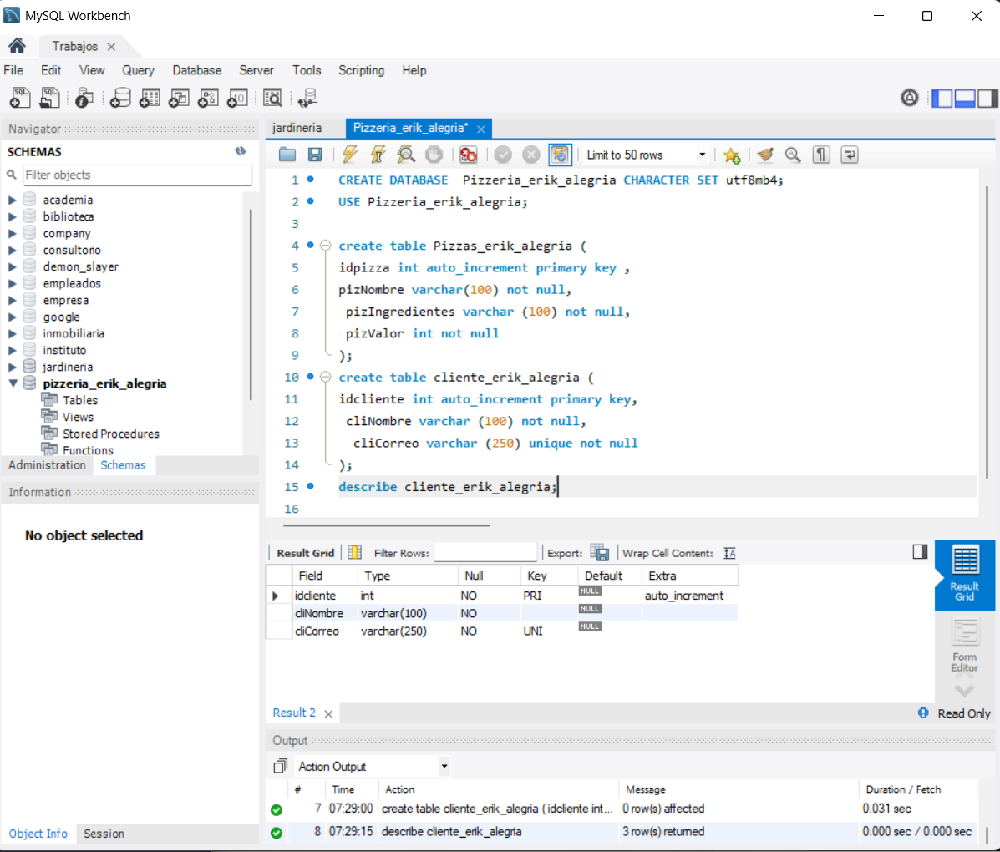 MySQL Workbench
Trabajos
File Edit View Query Database Server Tools Scripting Help
Navigator
SCHEMAS
Filter objects
academia
biblioteca
company
consultorio
demon_slayer
empleados
empresa
google
inmobiliaria
instituto
jardineria
pizzeria_erik_alegria
Tables
Views
Stored Procedures
Functions
Administration Schemas
Information
No object selected
Object Info Session
jardineria Pizzeria_erik_alegria*
Limit to 50 rows
1 CREATE DATABASE  Pizzeria_erik_alegria CHARACTER SET utf8mb4;
2 USE Pizzeria_erik_alegria;
3
4 create table Pizzas_erik_alegria (
5 idpizza int auto_increment primary key ,
6 pizNombre varchar(100) not null,
7 pizIngredientes varchar (100) not null,
8 pizValor int not null
9 );
10 create table cliente_erik_alegria (
11 idcliente int auto_increment primary key,
12 cliNombre varchar (100) not null,
13 cliCorreo varchar (250) unique not null
14 );
15 describe cliente_erik_alegria;
16
Result Grid Filter Rows: Export: Wrap Cell Content:
Field Type Null Key Default Extra
idcliente int NO PRI NULL auto_increment
cliNombre varchar(100) NO NULL
cliCorreo varchar(250) NO UNI NULL
Result Grid
Form Editor
Result 2
Read Only
Output
Action Output
# Time Action Message Duration / Fetch
7 07:29:00 create table cliente_erik_alegria ( idcliente int... 0 row(s) affected 0.031 sec
8 07:29:15 describe cliente_erik_alegria 3 row(s) returned 0.000 sec / 0.000 sec